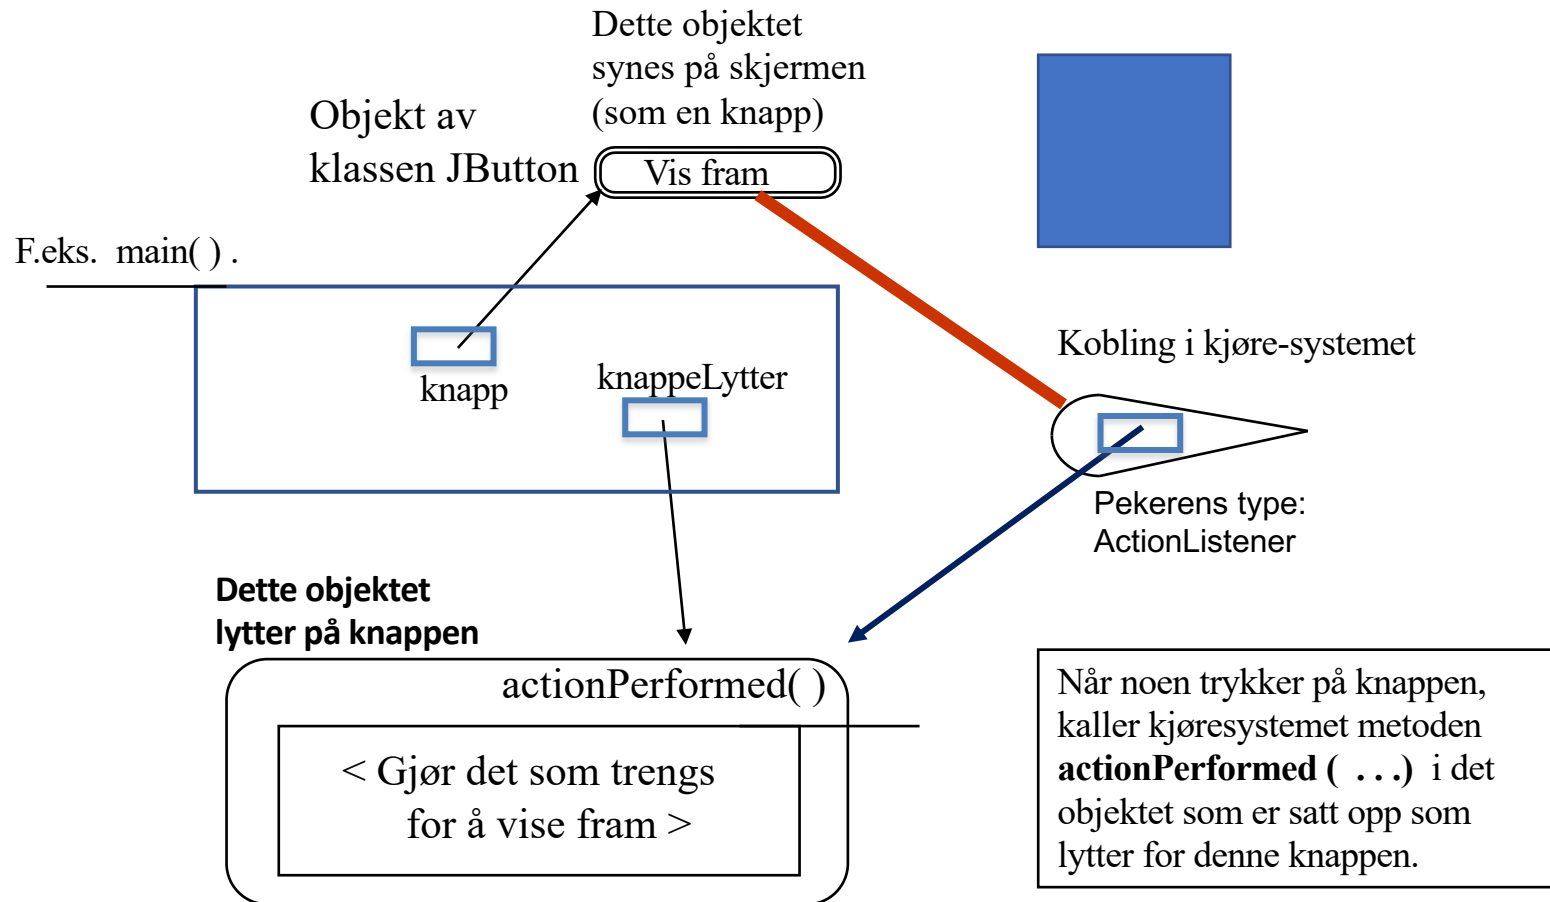 Dette objektet
synes på skjermen
(som en knapp)
Objekt av
klassen JButton
Vis fram
F.eks.  main( ) .
knapp
knappeLytter
Kobling i kjøre-systemet
Pekerens type:
ActionListener
Dette objektet
lytter på knappen
actionPerformed( )
< Gjør det som trengs
for å vise fram >
Når noen trykker på knappen,
kaller kjøresystemet metoden
actionPerformed (  . . .)  i det
objektet som er satt opp som
lytter for denne knappen.